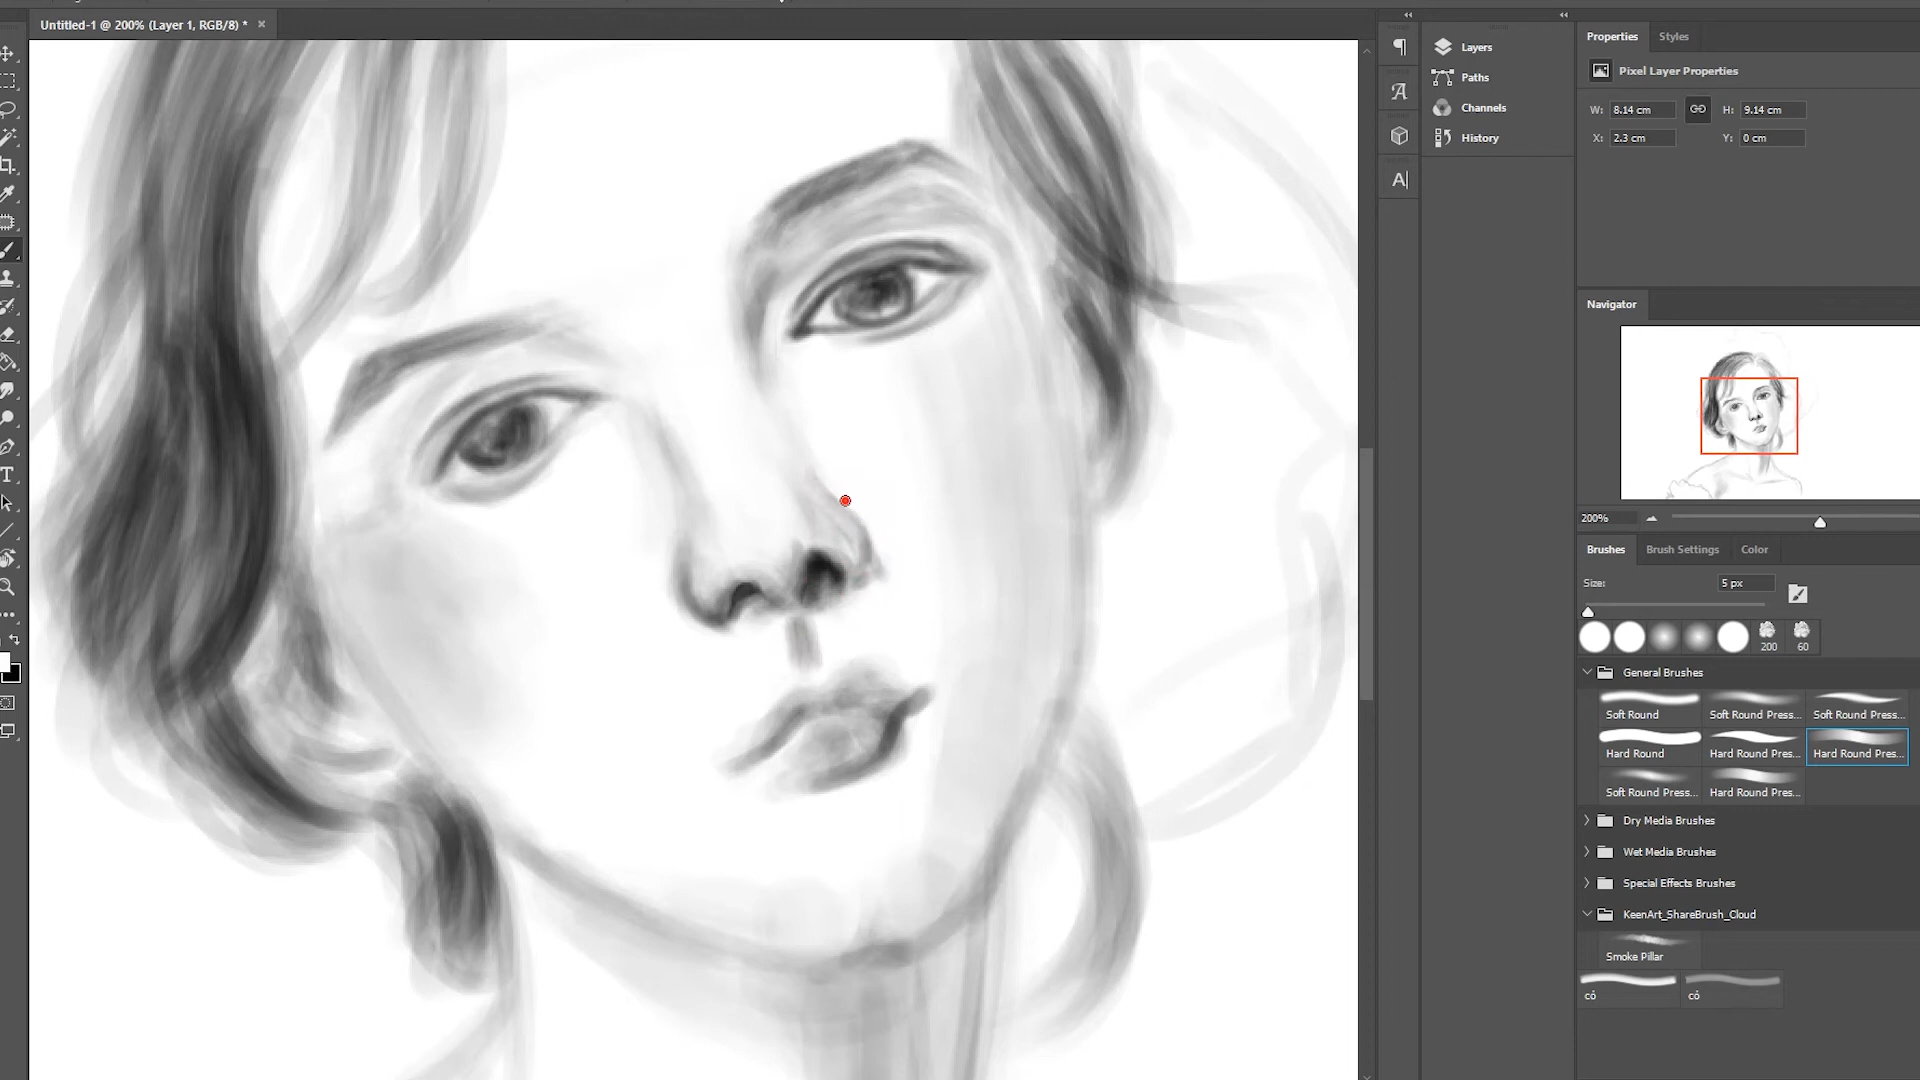 Untitled-1 @ 200% (Layer 1, RGB/8) * ×
Layers
Paths
Channels
History
Properties Styles
Pixel Layer Properties
W: 8.14 cm H: 9.14 cm
X: 2.3 cm Y: 0 cm
Navigator
200%
Brushes Brush Settings Color
Size: 5 px
200 60
General Brushes
Soft Round Soft Round Press... Soft Round Press...
Hard Round Hard Round Pres... Hard Round Pres...
Soft Round Press... Hard Round Pres...
Dry Media Brushes
Wet Media Brushes
Special Effects Brushes
KeenArt_ShareBrush_Cloud
Smoke Pillar
cỏ cỏ